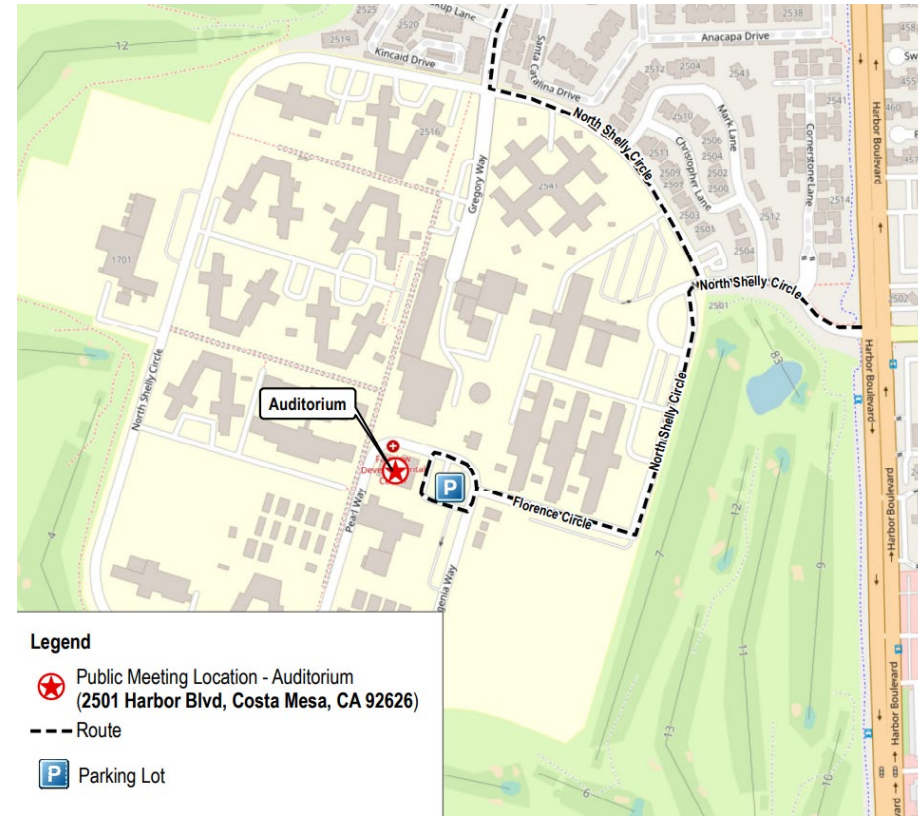 2525
2520
2519
12
Kincaid Drive
Santa Catalina Drive
Anacapa Drive
2538
2512
2504
2543
2510
2541
2516
North Shelly Circle
Mark Lane
2506
2504
2502
2500
2511
2509
2507
Christopher Lane
Cornerstone Lane
2514
Harbor Boulevard
Gregory Way
2541
2503
2501
2512
2504
1701
North Shelly Circle
2501
2502
North Shelly Circle
83
Harbor Boulevard
Harbor Boulevard
North Shelly Circle
Auditorium
P
Florence Circle
Pearl Way
4
7
12
9
11
13
6
10
Harbor Boulevard
Harbor Boulevard
Legend
Public Meeting Location - Auditorium
(2501 Harbor Blvd, Costa Mesa, CA 92626)
Route
P Parking Lot